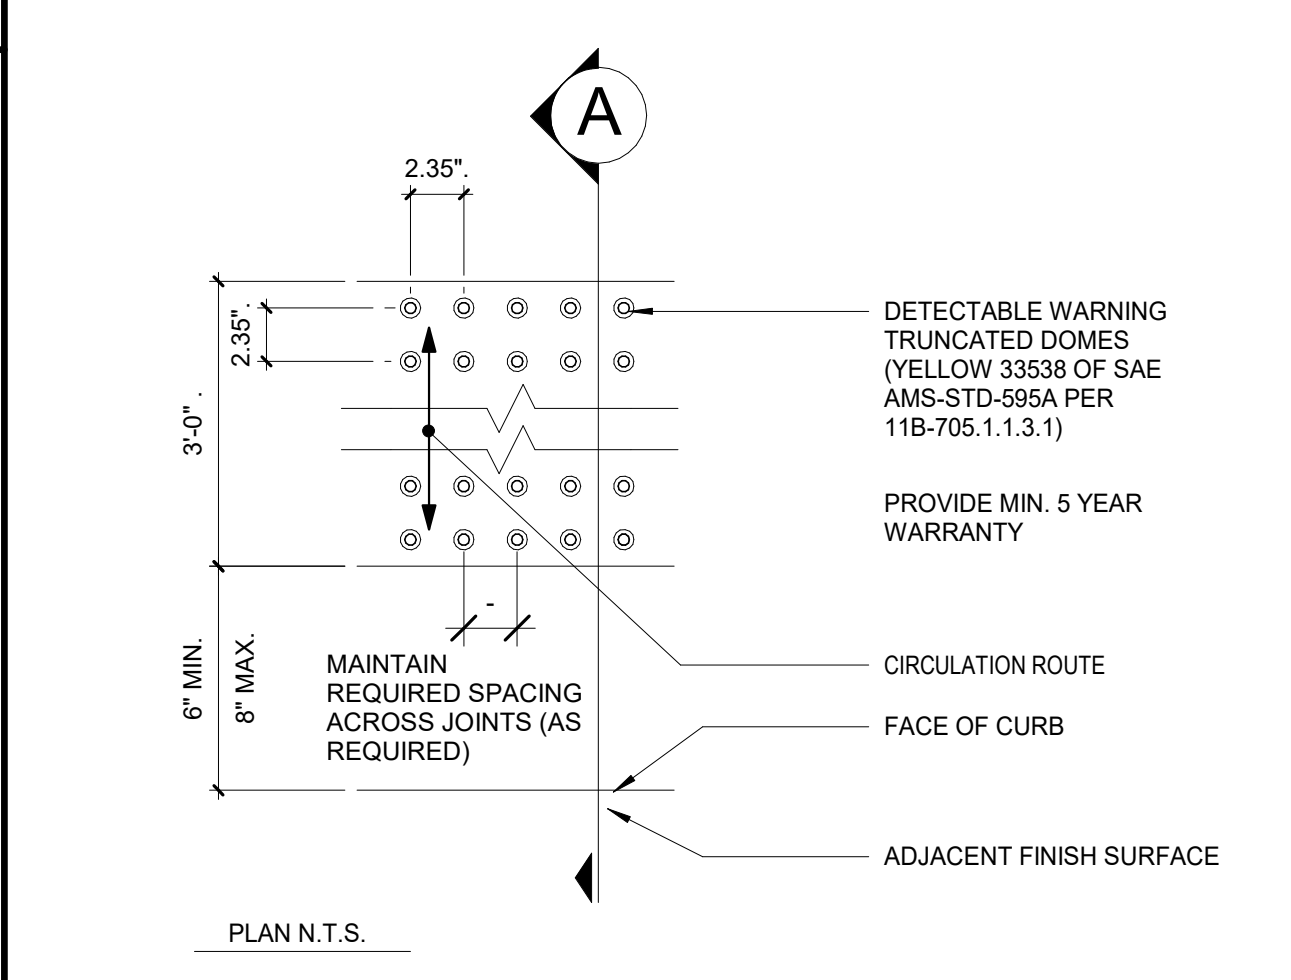 A
2.35".
2.35".
3'-0" .
DETECTABLE WARNING
TRUNCATED DOMES
(YELLOW 33538 OF SAE
AMS-STD-595A PER
11B-705.1.1.3.1)
PROVIDE MIN. 5 YEAR
WARRANTY
-
6" MIN.
8" MAX.
MAINTAIN
REQUIRED SPACING
ACROSS JOINTS (AS
REQUIRED)
CIRCULATION ROUTE
FACE OF CURB
ADJACENT FINISH SURFACE
PLAN N.T.S.